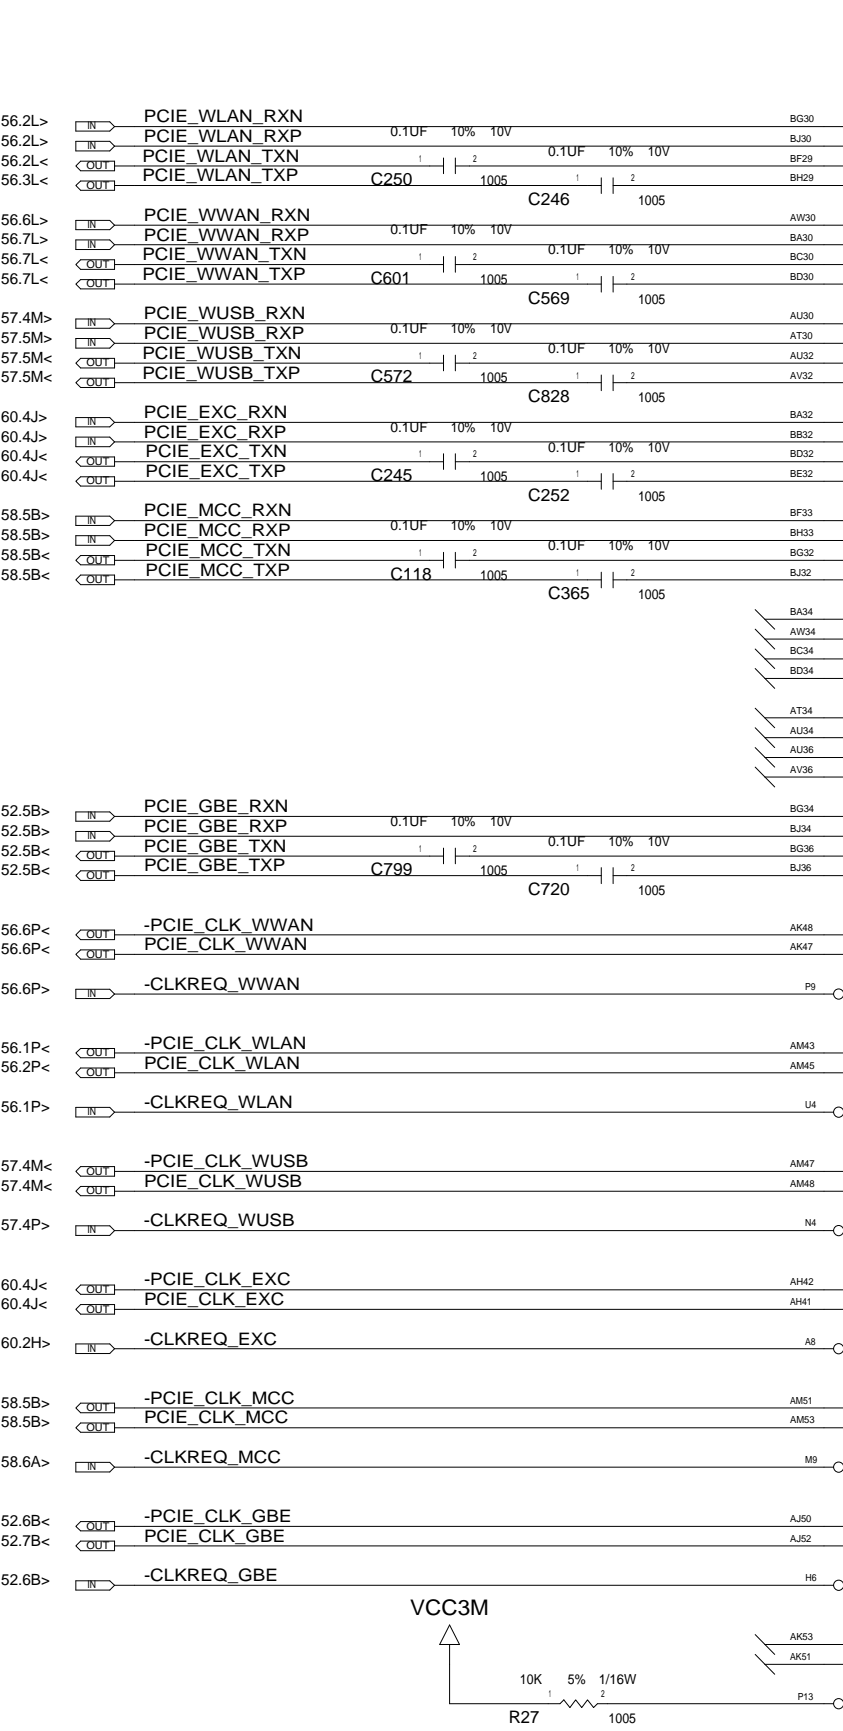 56.2L> IN PCIE_WLAN_RXN BG30
56.2L> IN PCIE_WLAN_RXP 0.1UF 10% 10V BJ30
56.2L< OUT PCIE_WLAN_TXN 1 2 0.1UF 10% 10V BF29
56.3L< OUT PCIE_WLAN_TXP C250 1005 1 2 BH29
C246 1005
56.6L> IN PCIE_WWAN_RXN AW30
56.7L> IN PCIE_WWAN_RXP 0.1UF 10% 10V BA30
56.7L< OUT PCIE_WWAN_TXN 1 2 0.1UF 10% 10V BC30
56.7L< OUT PCIE_WWAN_TXP C601 1005 1 2 BD30
C569 1005
57.4M> IN PCIE_WUSB_RXN AU30
57.5M> IN PCIE_WUSB_RXP 0.1UF 10% 10V AT30
57.5M< OUT PCIE_WUSB_TXN 1 2 0.1UF 10% 10V AU32
57.5M< OUT PCIE_WUSB_TXP C572 1005 1 2 AV32
C828 1005
60.4J> IN PCIE_EXC_RXN BA32
60.4J> IN PCIE_EXC_RXP 0.1UF 10% 10V BB32
60.4J< OUT PCIE_EXC_TXN 1 2 0.1UF 10% 10V BD32
60.4J< OUT PCIE_EXC_TXP C245 1005 1 2 BE32
C252 1005
58.5B> IN PCIE_MCC_RXN BF33
58.5B> IN PCIE_MCC_RXP 0.1UF 10% 10V BH33
58.5B< OUT PCIE_MCC_TXN 1 2 0.1UF 10% 10V BG32
58.5B< OUT PCIE_MCC_TXP C118 1005 1 2 BJ32
C365 1005
BA34
AW34
BC34
BD34
AT34
AU34
AU36
AV36
52.5B> IN PCIE_GBE_RXN BG34
52.5B> IN PCIE_GBE_RXP 0.1UF 10% 10V BJ34
52.5B< OUT PCIE_GBE_TXN 1 2 0.1UF 10% 10V BG36
52.5B< OUT PCIE_GBE_TXP C799 1005 1 2 BJ36
C720 1005
56.6P< OUT -PCIE_CLK_WWAN AK48
56.6P< OUT PCIE_CLK_WWAN AK47
56.6P> IN -CLKREQ_WWAN P9
56.1P< OUT -PCIE_CLK_WLAN AM43
56.2P< OUT PCIE_CLK_WLAN AM45
56.1P> IN -CLKREQ_WLAN U4
57.4M< OUT -PCIE_CLK_WUSB AM47
57.4M< OUT PCIE_CLK_WUSB AM48
57.4P> IN -CLKREQ_WUSB N4
60.4J< OUT -PCIE_CLK_EXC AH42
60.4J< OUT PCIE_CLK_EXC AH41
60.2H> IN -CLKREQ_EXC A8
58.5B> OUT -PCIE_CLK_MCC AM51
58.5B> OUT PCIE_CLK_MCC AM53
58.6A> IN -CLKREQ_MCC M9
52.6B< OUT -PCIE_CLK_GBE AJ50
52.7B< OUT PCIE_CLK_GBE AJ52
52.6B> IN -CLKREQ_GBE H6
VCC3M
AK53
AK51
10K 5% 1/16W
1 2 P13
R27 1005